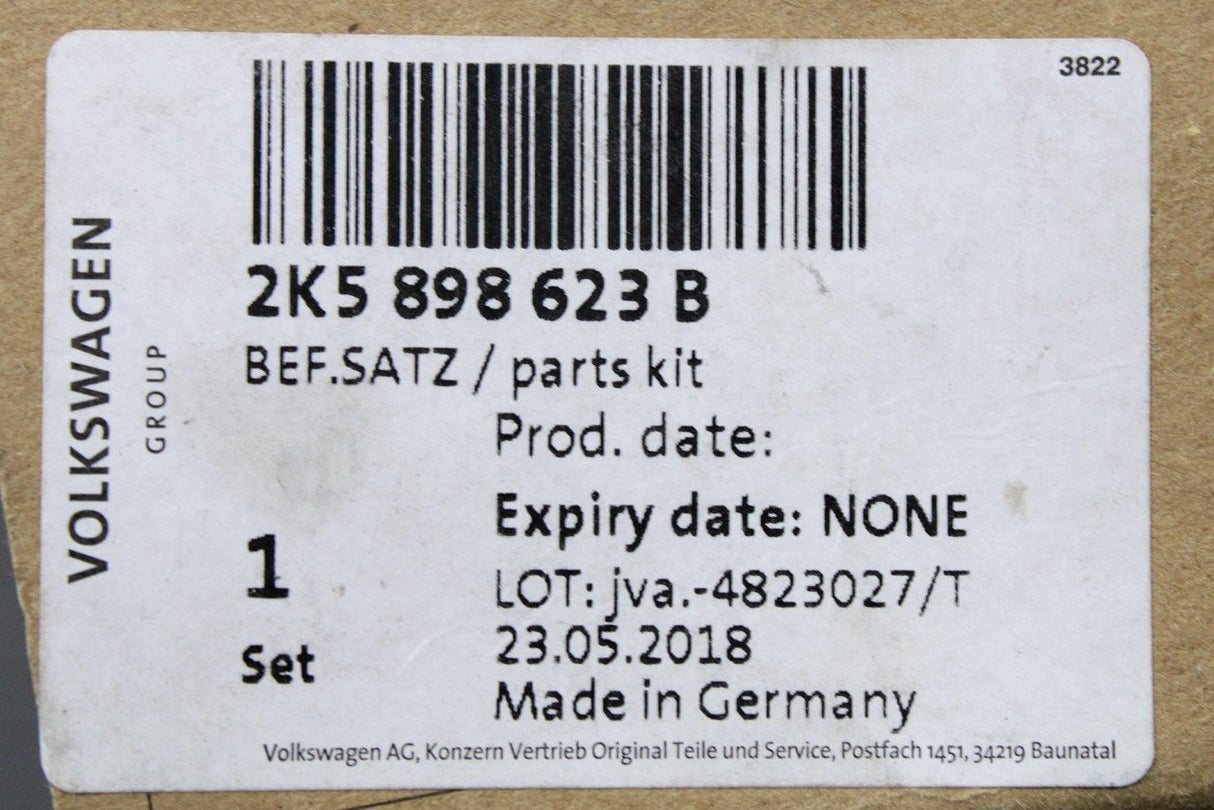 3822
VOLKSWAGEN
GROUP
2K5 898 623 B
BEF.SATZ / parts kit
Prod. date:
Expiry date: NONE
1
LOT: jva.-4823027/T
23.05.2018
Set
Made in Germany
Volkswagen AG, Konzern Vertrieb Original Teile und Service, Postfach 1451, 34219 Baunatal